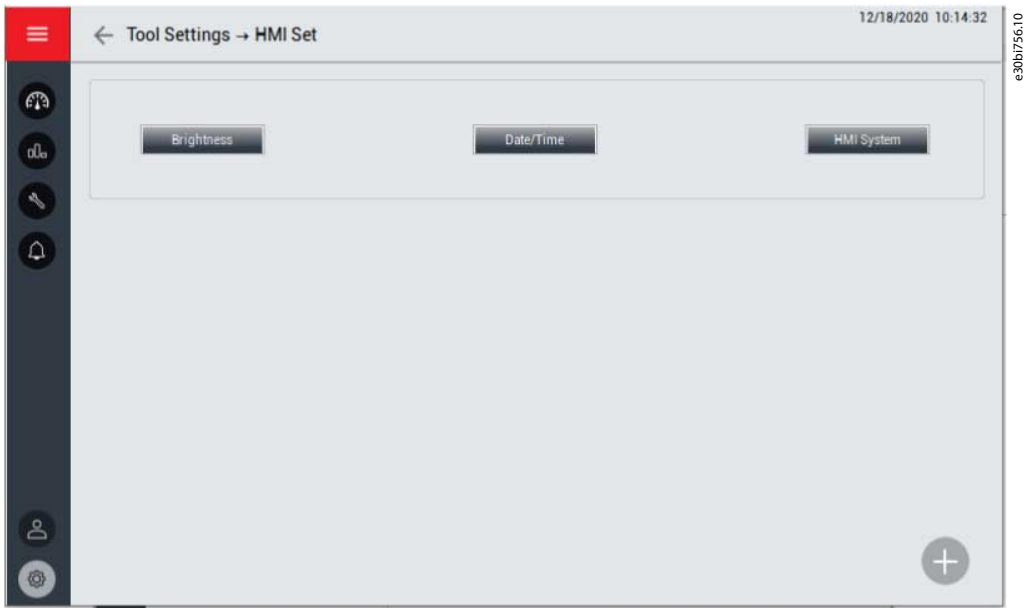 12/18/2020 10:14:32
Tool Settings → HMI Set
Brightness
Date/Time
HMI System
e30bi756.10